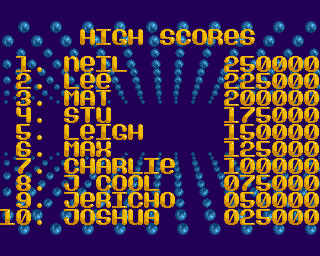 HIGH SCOReS
1. neIL 250000
2. Lee 225000
3. MAT 200000
4. STU 175000
5. LeIGH 150000
6. MAX 125000
7. CHARLIe 100000
8. J COOL 075000
9. JeRICHO 050000
10. JOSHUA 025000